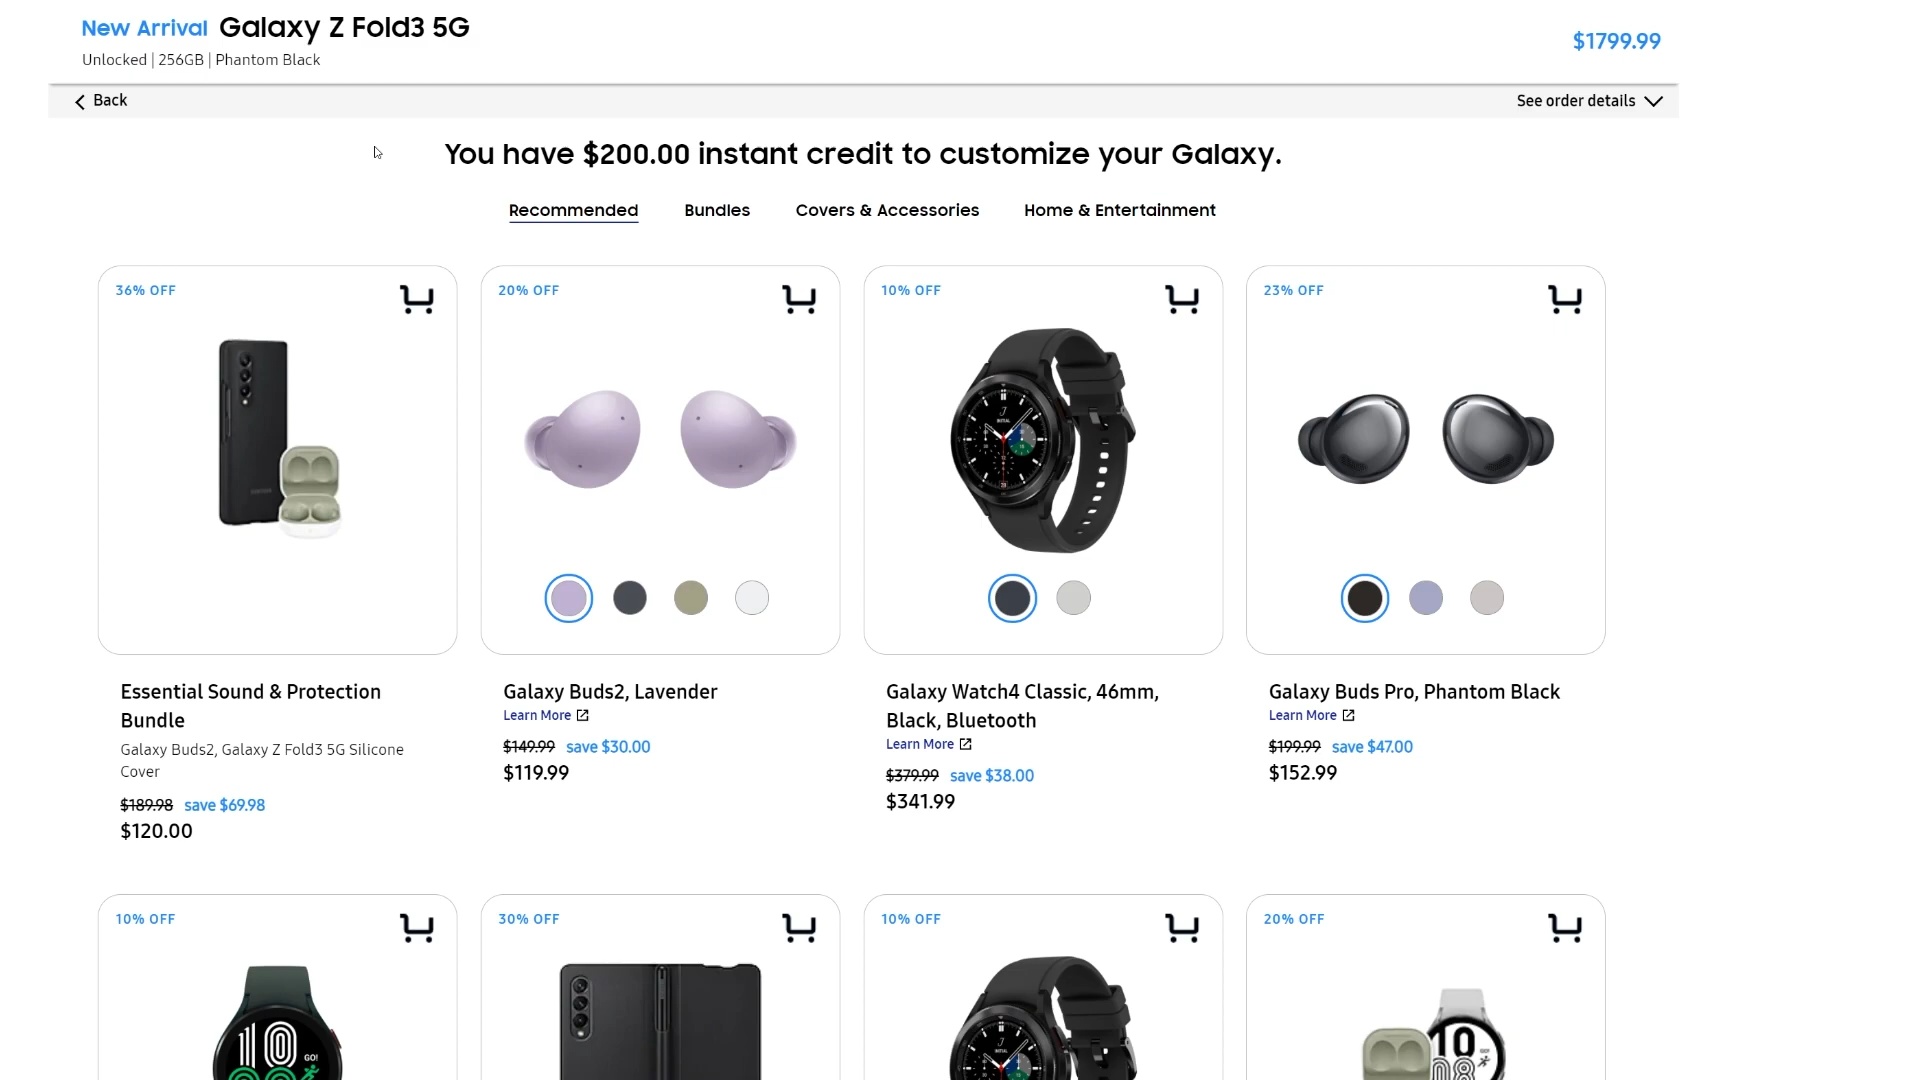 New Arrival Galaxy Z Fold3 5G
$1799.99
Unlocked | 256GB | Phantom Black
Back
See order details
You have $200.00 instant credit to customize your Galaxy.
Recommended Bundles Covers & Accessories Home & Entertainment
36% OFF
20% OFF
10% OFF
23% OFF
Essential Sound & Protection
Bundle
Galaxy Buds2, Galaxy Z Fold3 5G Silicone
Cover
$189.98 save $69.98
$120.00
Galaxy Buds2, Lavender
Learn More
$149.99 save $30.00
$119.99
Galaxy Watch4 Classic, 46mm,
Black, Bluetooth
Learn More
$379.99 save $38.00
$341.99
Galaxy Buds Pro, Phantom Black
Learn More
$199.99 save $47.00
$152.99
10% OFF
30% OFF
10% OFF
20% OFF
10
GO!
10
08